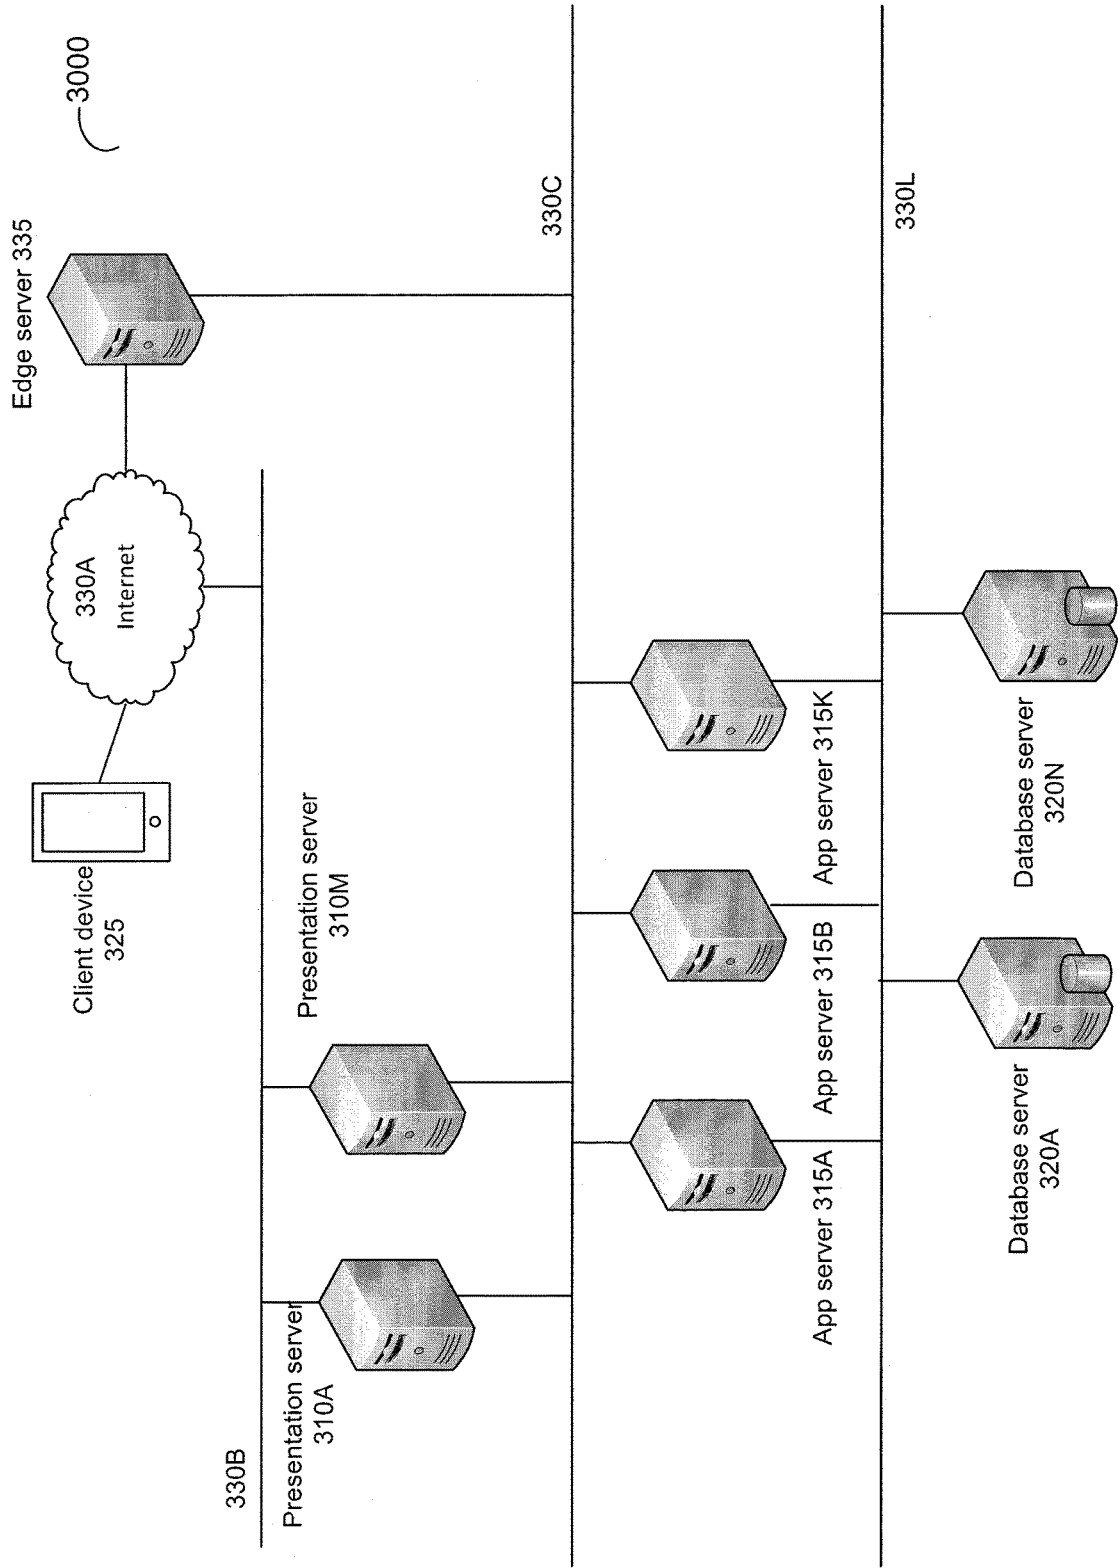 3000
Edge server 335
330A
Internet
Client device
325
330B
Presentation server
310A
Presentation server
310M
330C
App server 315A
App server 315B
App server 315K
330L
Database server
320A
Database server
320N